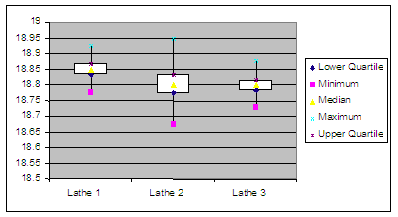 19
18.95
18.9
18.85
18.8
18.75
18.7
18.65
18.6
18.55
18.5
Lathe 1 Lathe 2 Lathe 3
Lower Quartile
Minimum
Median
Maximum
Upper Quartile